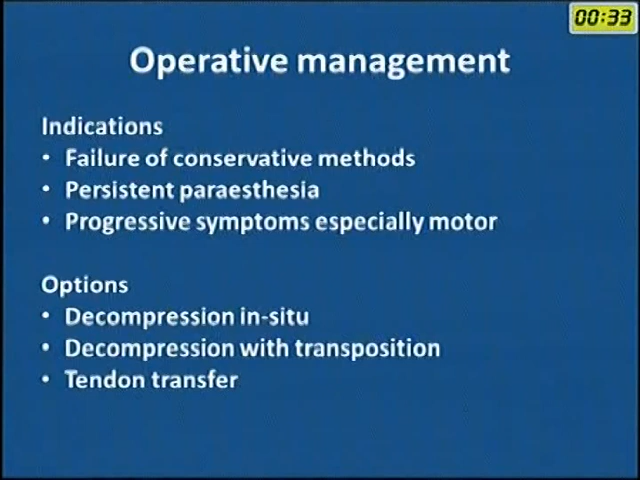 00:33
Operative management
Indications
• Failure of conservative methods
• Persistent paraesthesia
• Progressive symptoms especially motor
Options
• Decompression in-situ
• Decompression with transposition
• Tendon transfer